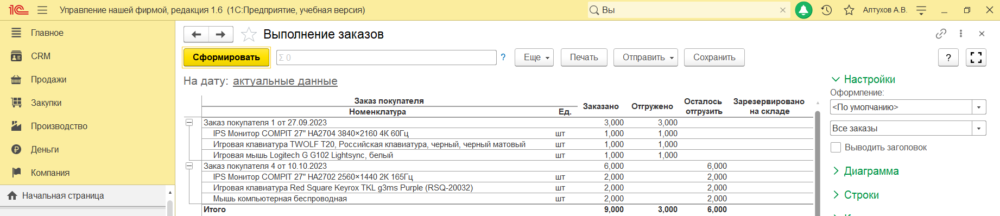 1С Управление нашей фирмой, редакция 1.6 (1С:Предприятие, учебная версия) Вы Алтухов А.В.
Главное
CRM
Продажи
Закупки
Производство
Деньги
Компания
Начальная страница
Выполнение заказов
Сформировать Σ 0 ? Еще Печать Отправить Сохранить ?
На дату: актуальные данные
Заказ покупателя Заказано Отгружено Осталось отгрузить Зарезервировано на складе
Номенклатура Ед.
Заказ покупателя 1 от 27.09.2023 3,000 3,000
IPS Монитор COMPIT 27" HA2704 3840×2160 4К 60Гц шт 1,000 1,000
Игровая клавиатура TWOLF T20, Российская клавиатура, черный, черный матовый шт 1,000 1,000
Игровая мышь Logitech G G102 Lightsync, белый шт 1,000 1,000
Заказ покупателя 4 от 10.10.2023 6,000 6,000
IPS Монитор COMPIT 27" HA2702 2560×1440 2К 165Гц шт 2,000 2,000
Игровая клавиатура Red Square Keyrox TKL g3ms Purple (RSQ-20032) шт 2,000 2,000
Мышь компьютерная беспроводная шт 2,000 2,000
Итого 9,000 3,000 6,000
Настройки
Оформление:
<По умолчанию>
Все заказы
Выводить заголовок
Диаграмма
Строки